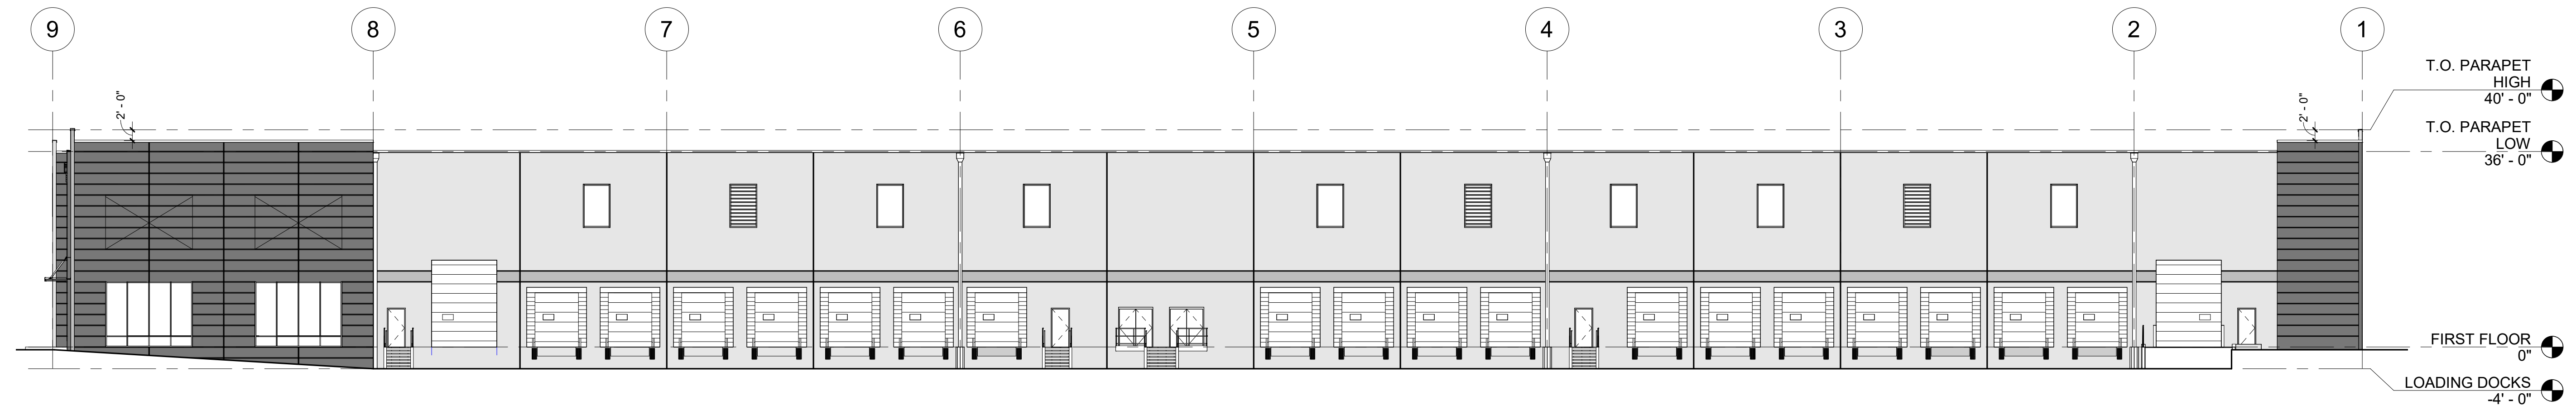 9
8
7
6
5
4
3
2
1
T.O. PARAPET
HIGH
40' - 0"
2' - 0"
2' - 0"
T.O. PARAPET
LOW
36' - 0"
FIRST FLOOR
0"
LOADING DOCKS
-4' - 0"